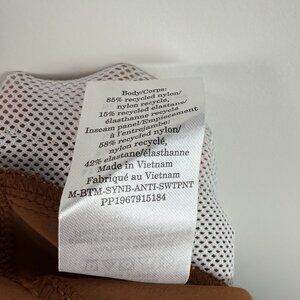 Body/Corps:
85% recycled nylon/
nylon recyclé,
15% recycled elastane/
élasthanne recyclé
Inseam panel/Empiècement
à l'entrejambe:
58% recycled nylon/
nylon recyclé,
42% elastane/élasthanne
Made in Vietnam
Fabriqué au Vietnam
M-BTM-SYNB-ANTI-SWTPNT
PP1967915184